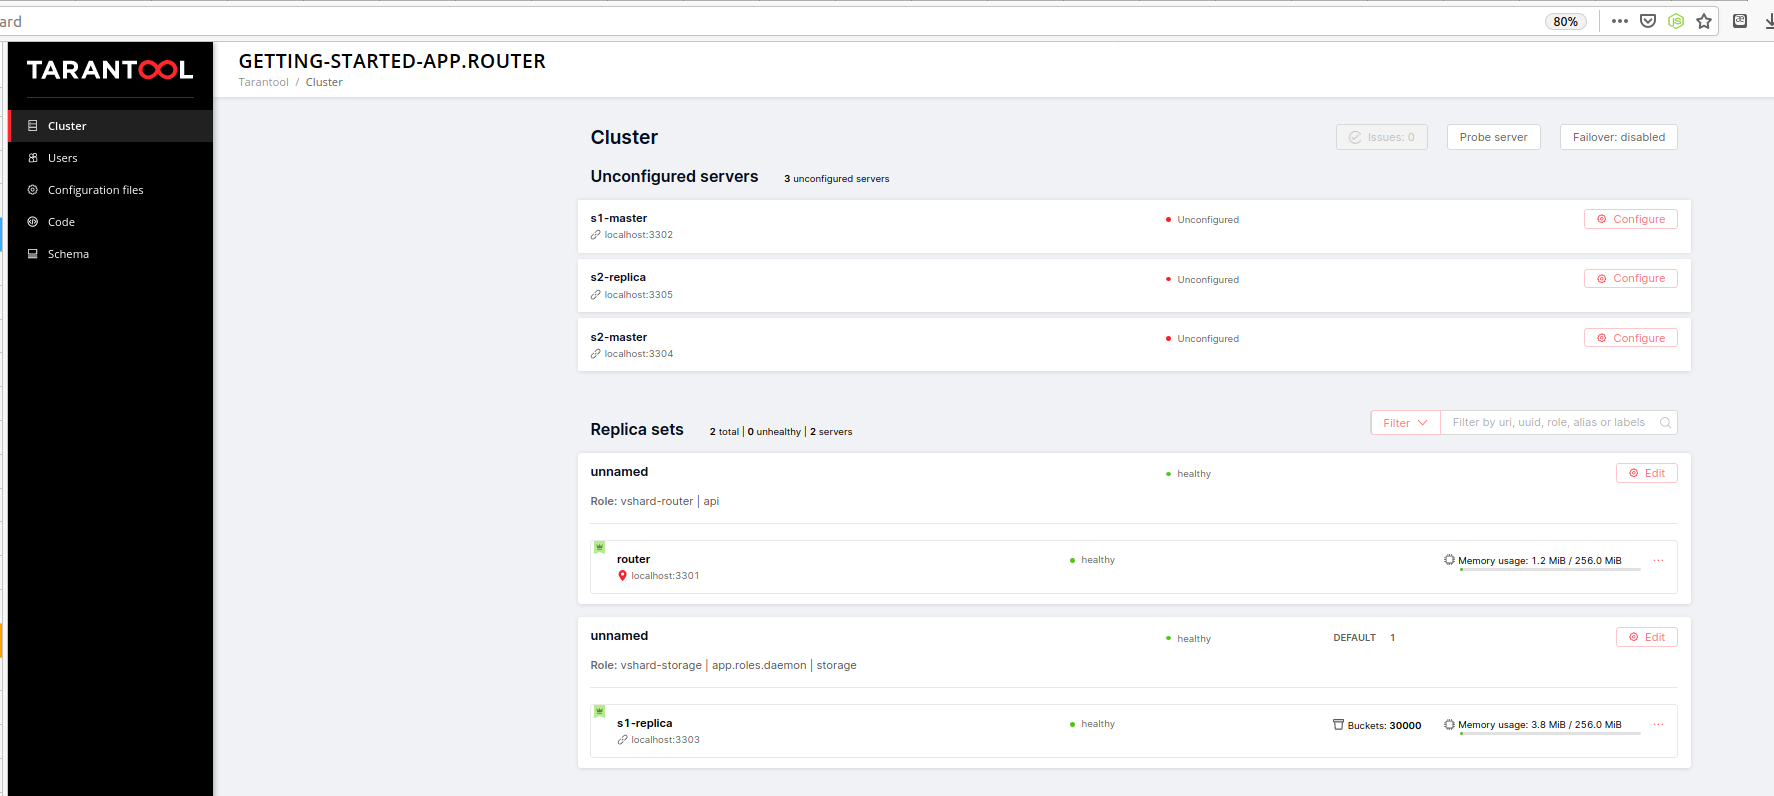 ard
80%
TARANTOOL
GETTING-STARTED-APP.ROUTER
Tarantool / Cluster
Cluster
Users
Configuration files
Code
Schema
Cluster
Issues: 0
Probe server
Failover: disabled
Unconfigured servers
3 unconfigured servers
s1-master
localhost:3302
Unconfigured
Configure
s2-replica
localhost:3305
Unconfigured
Configure
s2-master
localhost:3304
Unconfigured
Configure
Replica sets
2 total | 0 unhealthy | 2 servers
Filter
Filter by uri, uuid, role, alias or labels
unnamed
healthy
Edit
Role: vshard-router | api
router
localhost:3301
healthy
Memory usage: 1.2 MiB / 256.0 MiB
unnamed
healthy
DEFAULT 1
Edit
Role: vshard-storage | app.roles.daemon | storage
s1-replica
localhost:3303
healthy
Buckets: 30000
Memory usage: 3.8 MiB / 256.0 MiB